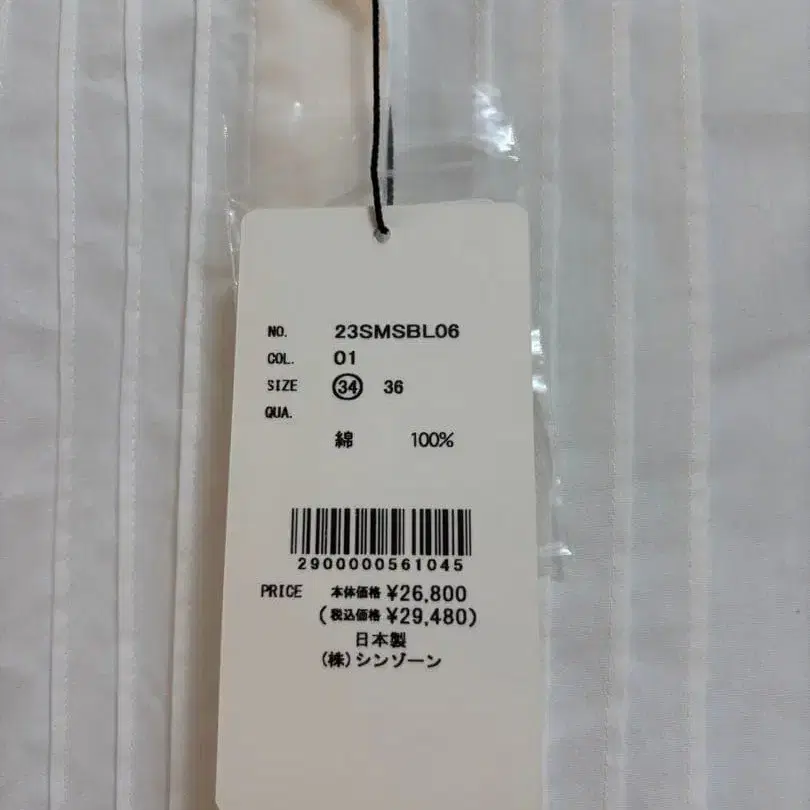 NO. 23SMSBL06
COL. 01
SIZE 34 36
QUA.
綿 100%
2900000561045
PRICE 本体価格 ¥26,800
(税込価格 ¥29,480)
日本製
(株)シンゾーン